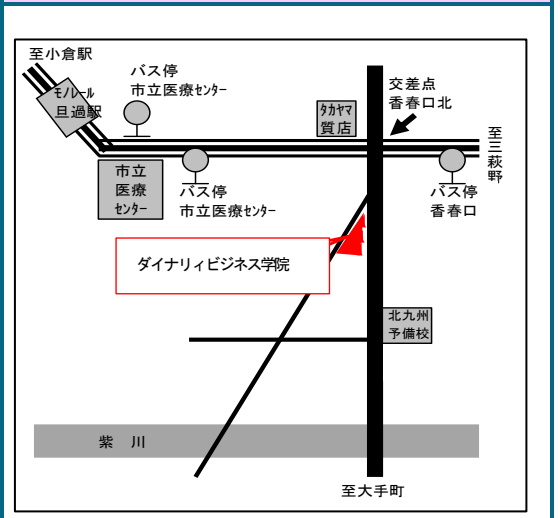 至小倉駅
モノレール
旦過駅
バス停
市立医療センター
タカヤマ
質店
交差点
香春口北
至三萩野
市立
医療
センター
バス停
市立医療センター
バス停
香春口
ダイナリィビジネス学院
北九州
予備校
紫 川
至大手町